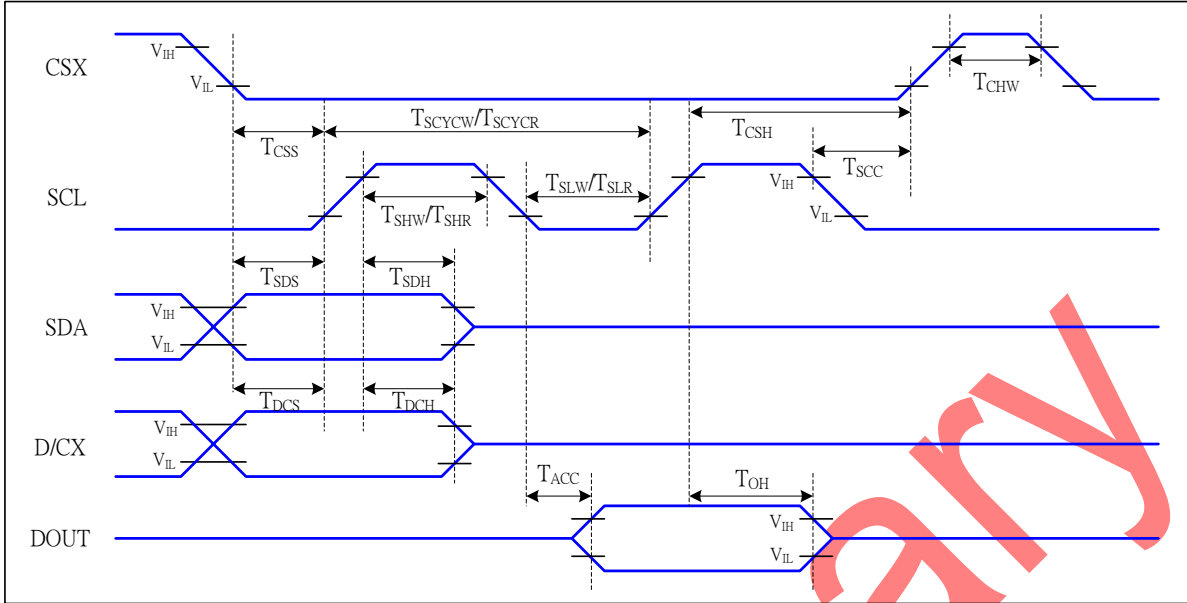 CSX
VIH
VIL
TCHW
TSCYCW/TSCYCR
TCSS
TCSH
TSCC
SCL
TSHW/TSHR
TSLW/TSLR
VIH
VIL
TSDS
TSDH
SDA
VIH
VIL
TDCS
TDCH
D/CX
VIH
VIL
TACC
TOH
DOUT
VIH
VIL
ary